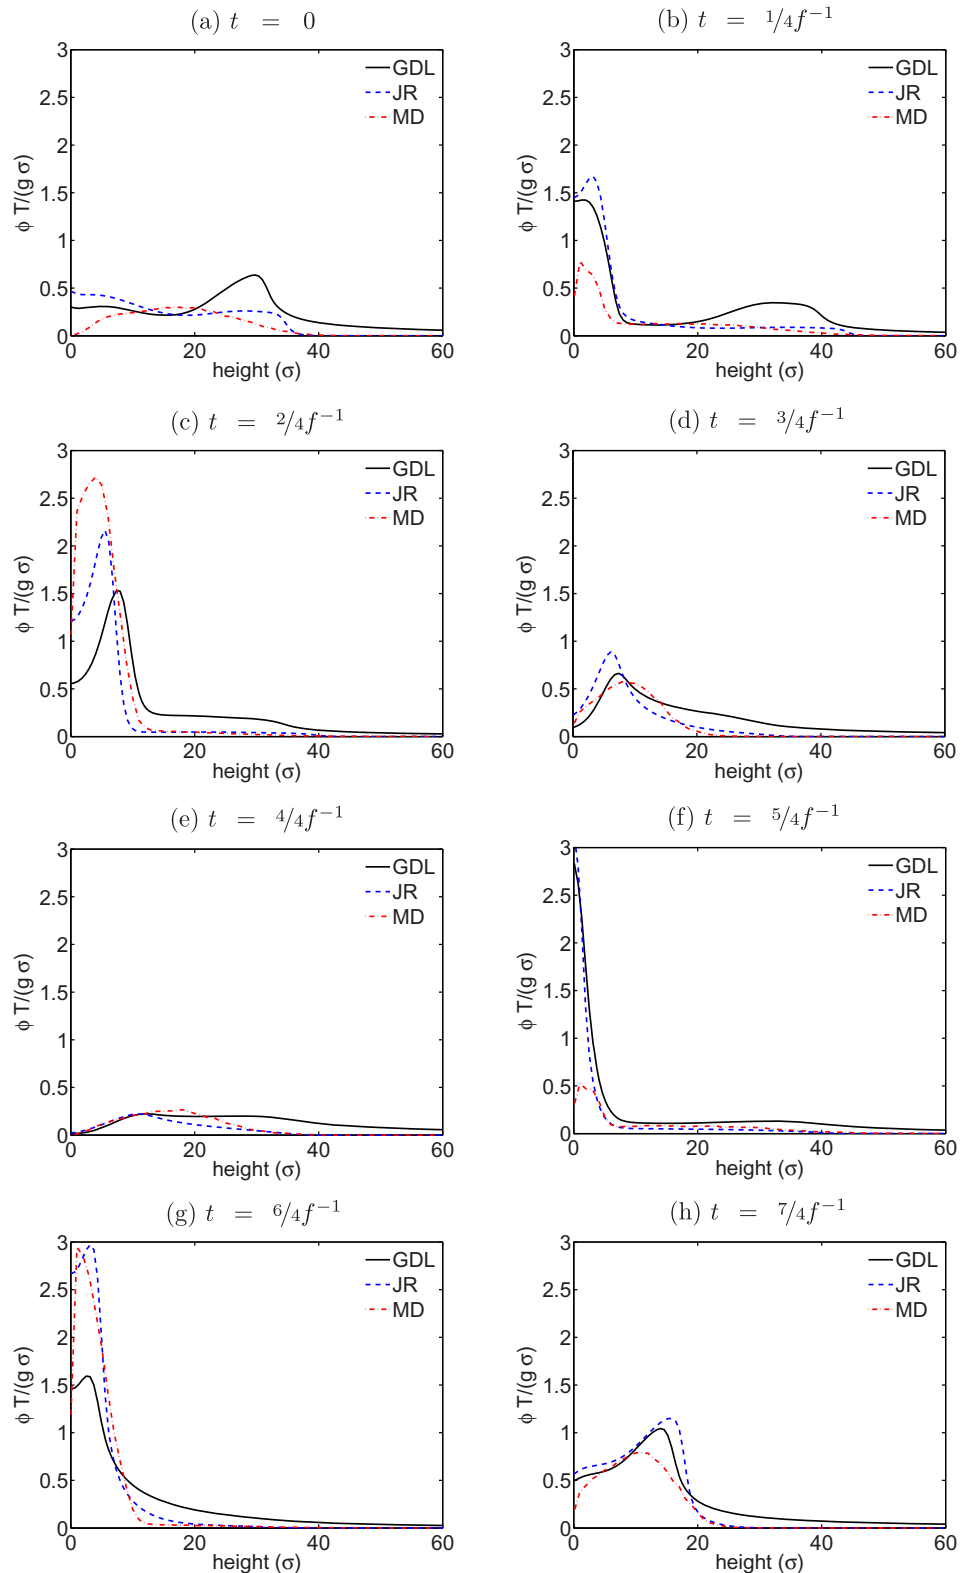 (a) t = 0
(b) t = 1/4f⁻¹
3
2.5
2
1.5
1
0.5
0
ϕ T/(g σ)
GDL
JR
MD
0 20 40 60
height (σ)
3
2.5
2
1.5
1
0.5
0
ϕ T/(g σ)
GDL
JR
MD
0 20 40 60
height (σ)
(c) t = 2/4f⁻¹
(d) t = 3/4f⁻¹
3
2.5
2
1.5
1
0.5
0
ϕ T/(g σ)
GDL
JR
MD
0 20 40 60
height (σ)
3
2.5
2
1.5
1
0.5
0
ϕ T/(g σ)
GDL
JR
MD
0 20 40 60
height (σ)
(e) t = 4/4f⁻¹
(f) t = 5/4f⁻¹
3
2.5
2
1.5
1
0.5
0
ϕ T/(g σ)
GDL
JR
MD
0 20 40 60
height (σ)
3
2.5
2
1.5
1
0.5
0
ϕ T/(g σ)
GDL
JR
MD
0 20 40 60
height (σ)
(g) t = 6/4f⁻¹
(h) t = 7/4f⁻¹
3
2.5
2
1.5
1
0.5
0
ϕ T/(g σ)
GDL
JR
MD
0 20 40 60
height (σ)
3
2.5
2
1.5
1
0.5
0
ϕ T/(g σ)
GDL
JR
MD
0 20 40 60
height (σ)